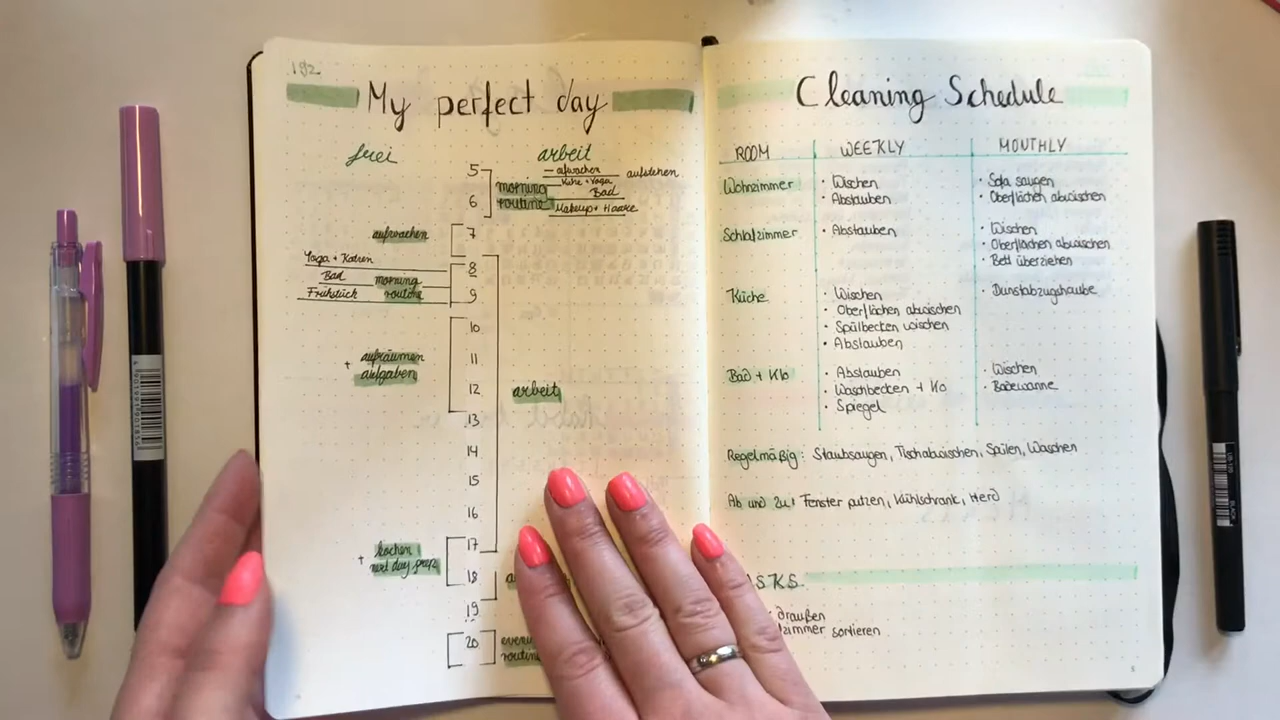 192
My perfect day
frei
arbeit
5
aufwachen
aufstehen
Yoga
Bad
morning
routine
6
Makeup + Haare
aufwachen
7
Yoga + Katzen
8
Bad
morning
routine
Frühstück
9
10
+ aufräumen
aufgaben
11
12
arbeit
13
14
15
16
17
+ kochen
next day prep
18
19
20
routine
Cleaning Schedule
ROOM WEEKLY MONTHLY
Wohnzimmer
• Wischen
• Abstauben
• Sofa saugen
• Oberflächen abwischen
Schlafzimmer
• Abstauben
• Wischen
• Oberflächen abwischen
• Bett überziehen
Küche
• Wischen
• Oberflächen abwischen
• Spülbecken wischen
• Abstauben
Dunstabzugshaube
Bad + Klo
• Abstauben
• Waschbecken + Klo
• Spiegel
• Wischen
• Badewanne
Regelmäßig: Staubsaugen, Tischabwischen, Spülen, Waschen
Ab und zu: Fenster putzen, Kühlschrank, Herd
SKS
draußen
zimmer sortieren
5